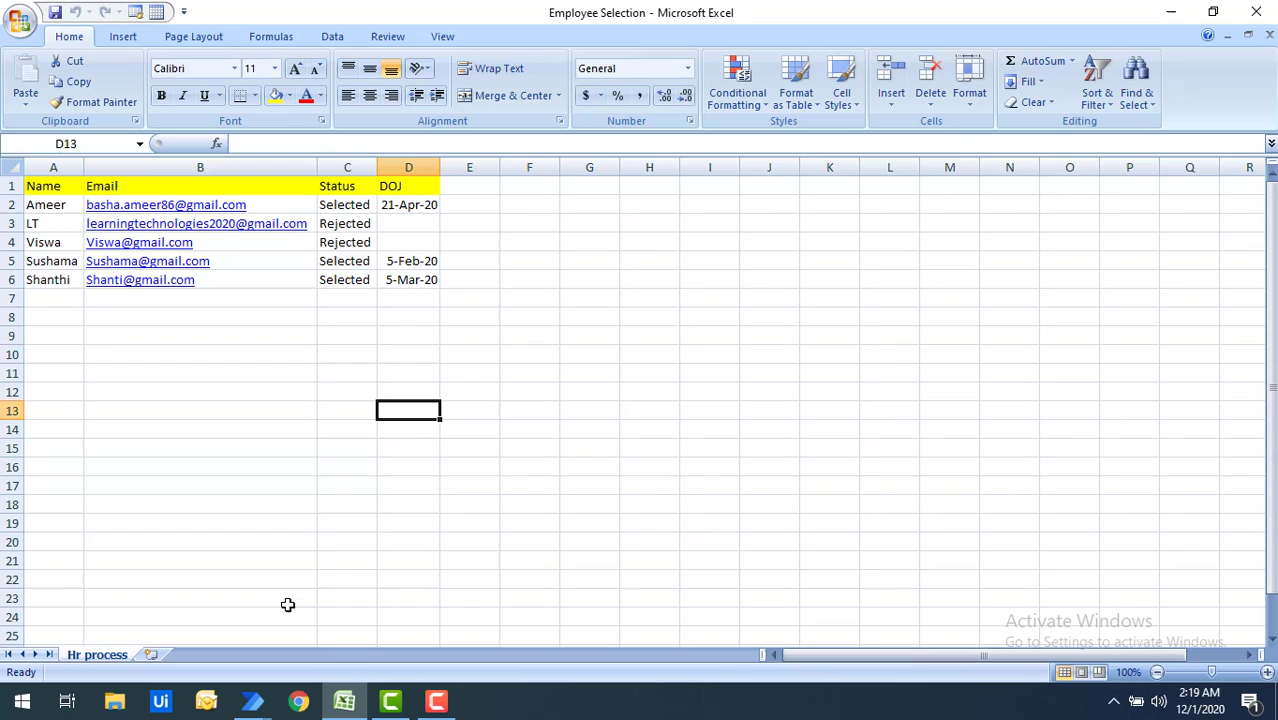 Employee Selection - Microsoft Excel
Home Insert Page Layout Formulas Data Review View
Paste
Cut
Copy
Format Painter
Clipboard
Calibri 11
B I U
Font
Wrap Text
Merge & Center
Alignment
General
$ % ,
Number
Conditional Formatting
Format as Table
Cell Styles
Styles
Insert
Delete
Format
Cells
Σ AutoSum
Fill
Clear
Sort & Filter
Find & Select
Editing
D13
fx
A B C D E F G H I J K L M N O P Q R
1 Name Email Status DOJ
2 Ameer basha.ameer86@gmail.com Selected 21-Apr-20
3 LT learningtechnologies2020@gmail.com Rejected
4 Viswa Viswa@gmail.com Rejected
5 Sushama Sushama@gmail.com Selected 5-Feb-20
6 Shanthi Shanti@gmail.com Selected 5-Mar-20
7
8
9
10
11
12
13
14
15
16
17
18
19
20
21
22
23
24
25
Activate Windows
Go to Settings to activate Windows.
Hr process
Ready
100%
Ui
C
C
2:19 AM
12/1/2020
1